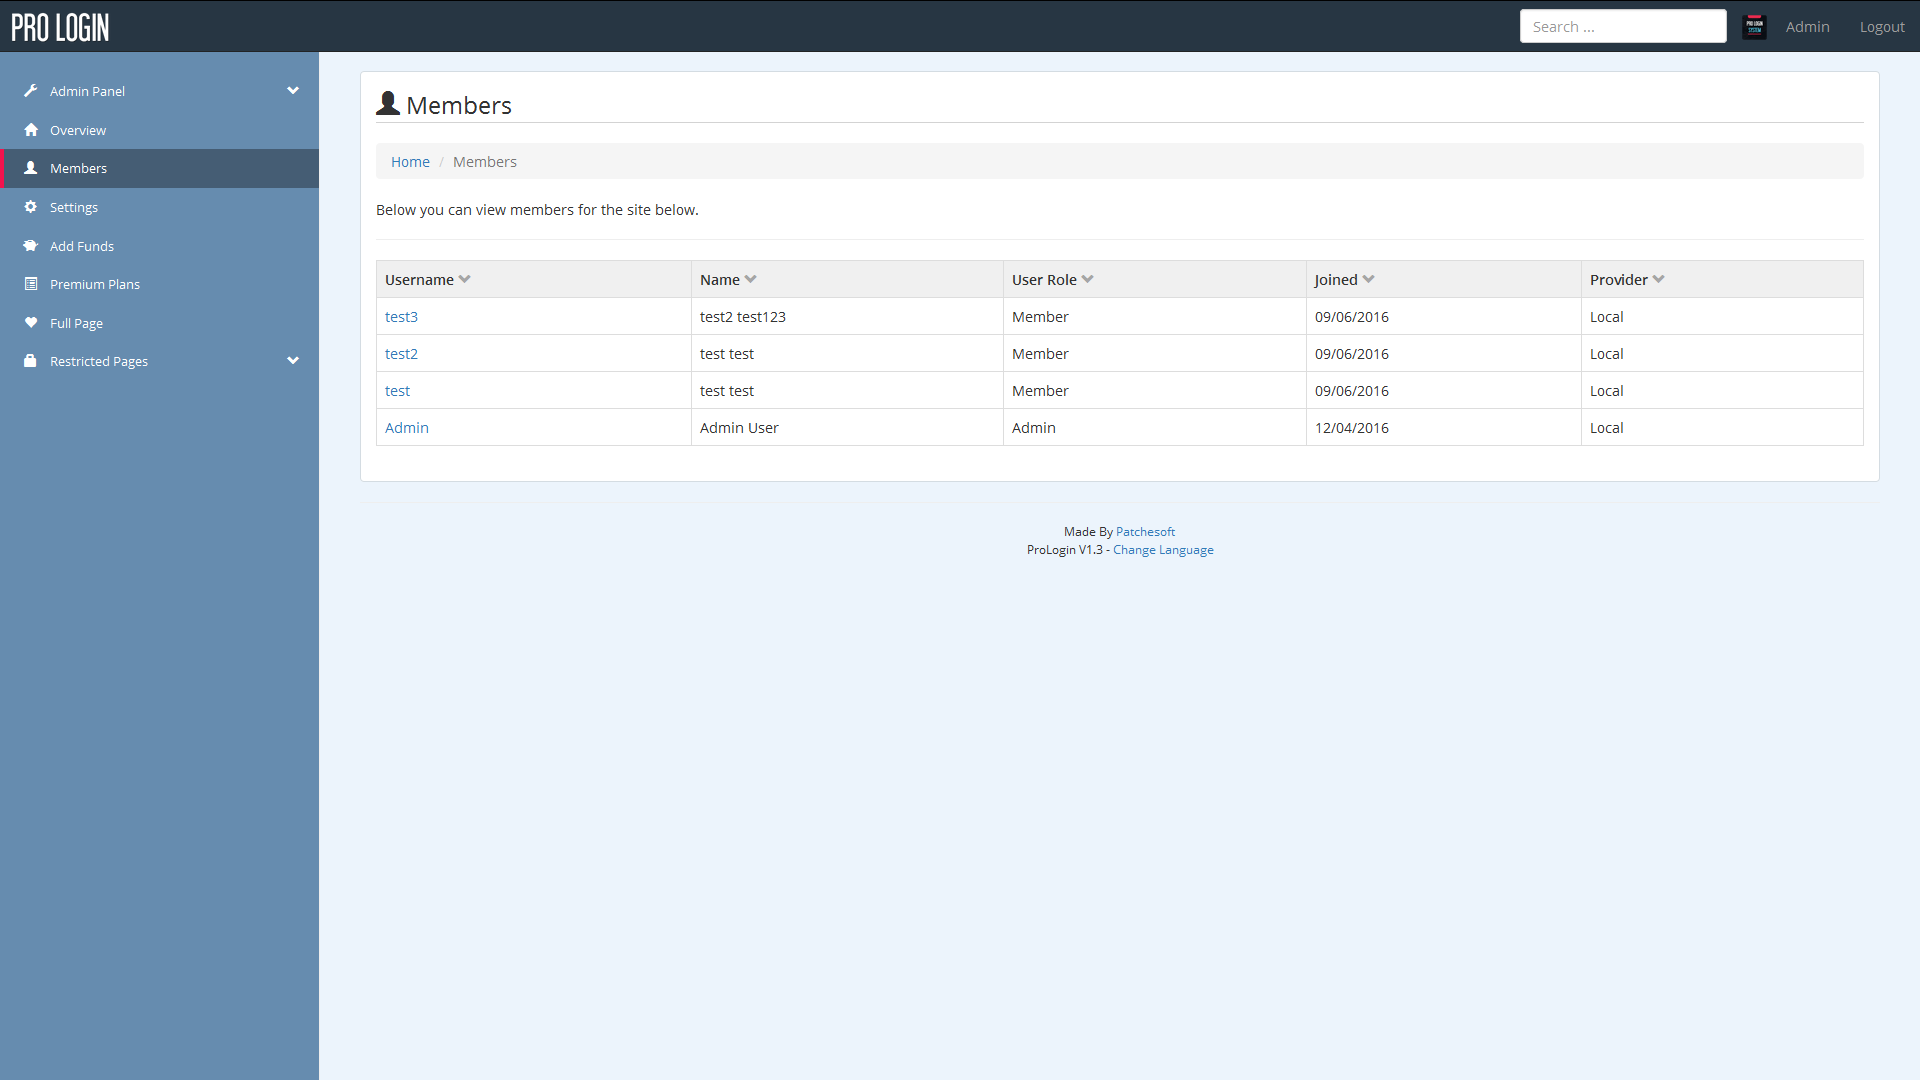 PRO LOGIN
Search ...
PRO LOGIN
SYSTEM
Admin
Logout
Admin Panel
Overview
Members
Settings
Add Funds
Premium Plans
Full Page
Restricted Pages
Members
Home / Members
Below you can view members for the site below.
Username Name User Role Joined Provider
test3 test2 test123 Member 09/06/2016 Local
test2 test test Member 09/06/2016 Local
test test test Member 09/06/2016 Local
Admin Admin User Admin 12/04/2016 Local
Made By Patchesoft
ProLogin V1.3 - Change Language